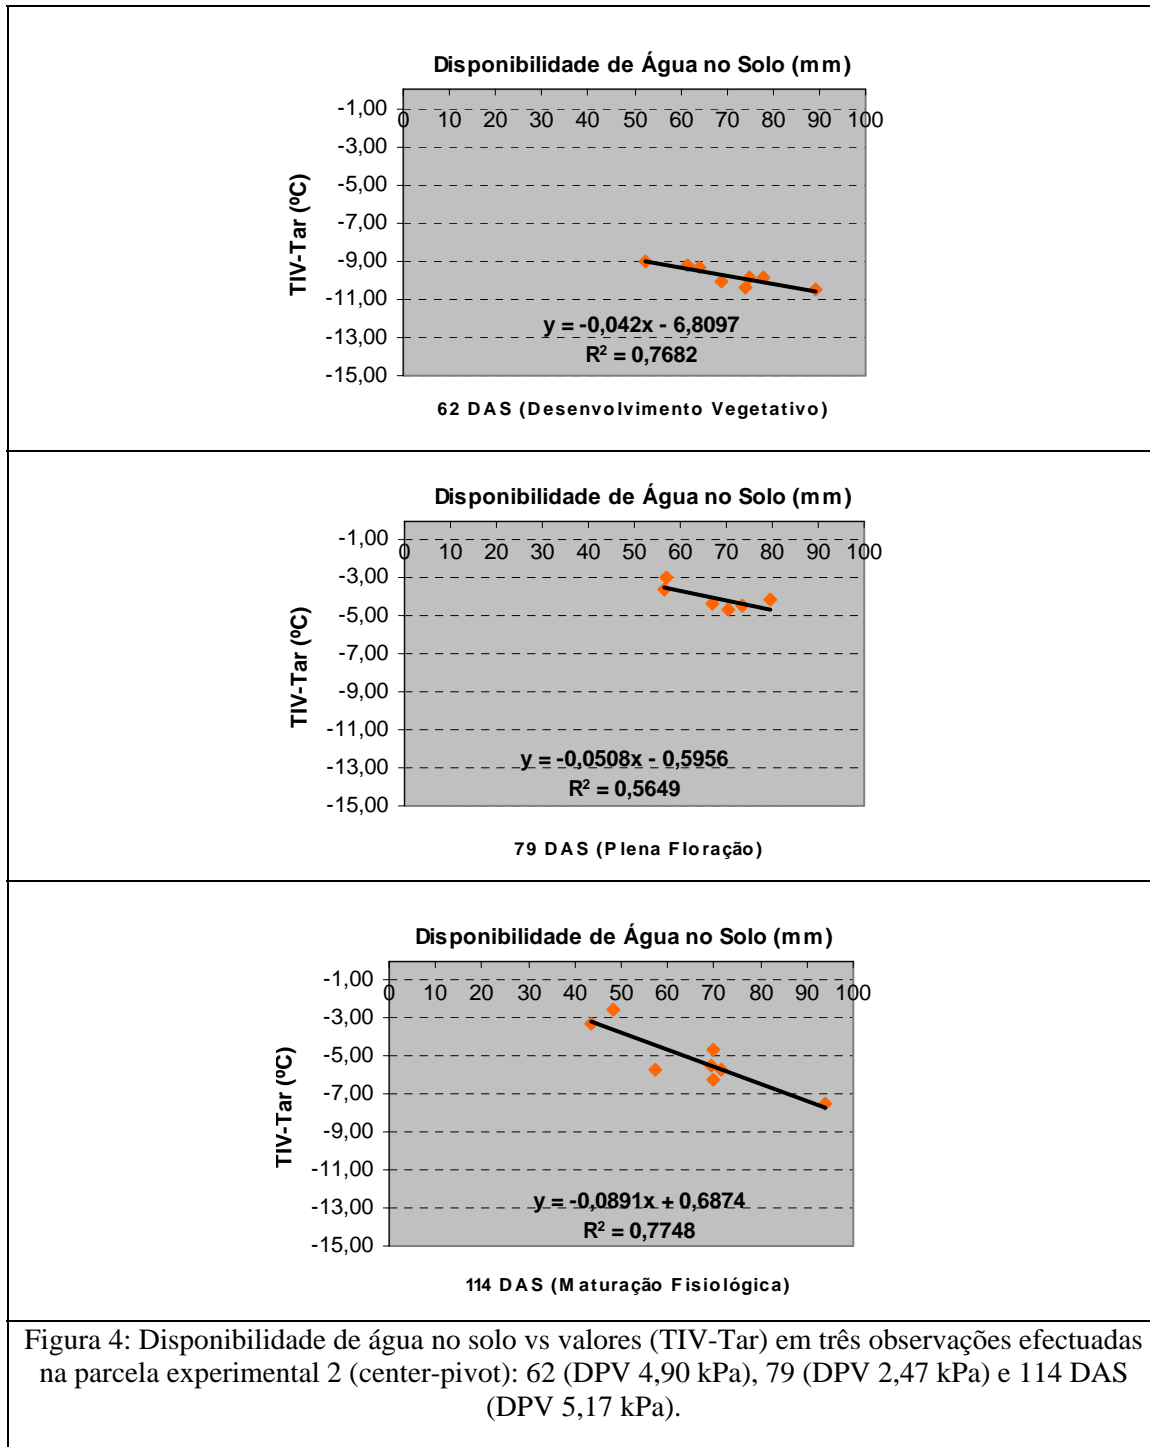 Disponibilidade de Água no Solo (mm)
0 10 20 30 40 50 60 70 80 90 100
-1,00
-3,00
-5,00
-7,00
-9,00
-11,00
-13,00
-15,00
TIV-Tar (ºC)
y = -0,042x - 6,8097
R² = 0,7682
62 DAS (Desenvolvimento Vegetativo)
Disponibilidade de Água no Solo (mm)
0 10 20 30 40 50 60 70 80 90 100
-1,00
-3,00
-5,00
-7,00
-9,00
-11,00
-13,00
-15,00
TIV-Tar (ºC)
y = -0,0508x - 0,5956
R² = 0,5649
79 DAS (Plena Floração)
Disponibilidade de Água no Solo (mm)
0 10 20 30 40 50 60 70 80 90 100
-1,00
-3,00
-5,00
-7,00
-9,00
-11,00
-13,00
-15,00
TIV-Tar (ºC)
y = -0,0891x + 0,6874
R² = 0,7748
114 DAS (Maturação Fisiológica)
Figura 4: Disponibilidade de água no solo vs valores (TIV-Tar) em três observações efectuadas
na parcela experimental 2 (center-pivot): 62 (DPV 4,90 kPa), 79 (DPV 2,47 kPa) e 114 DAS
(DPV 5,17 kPa).